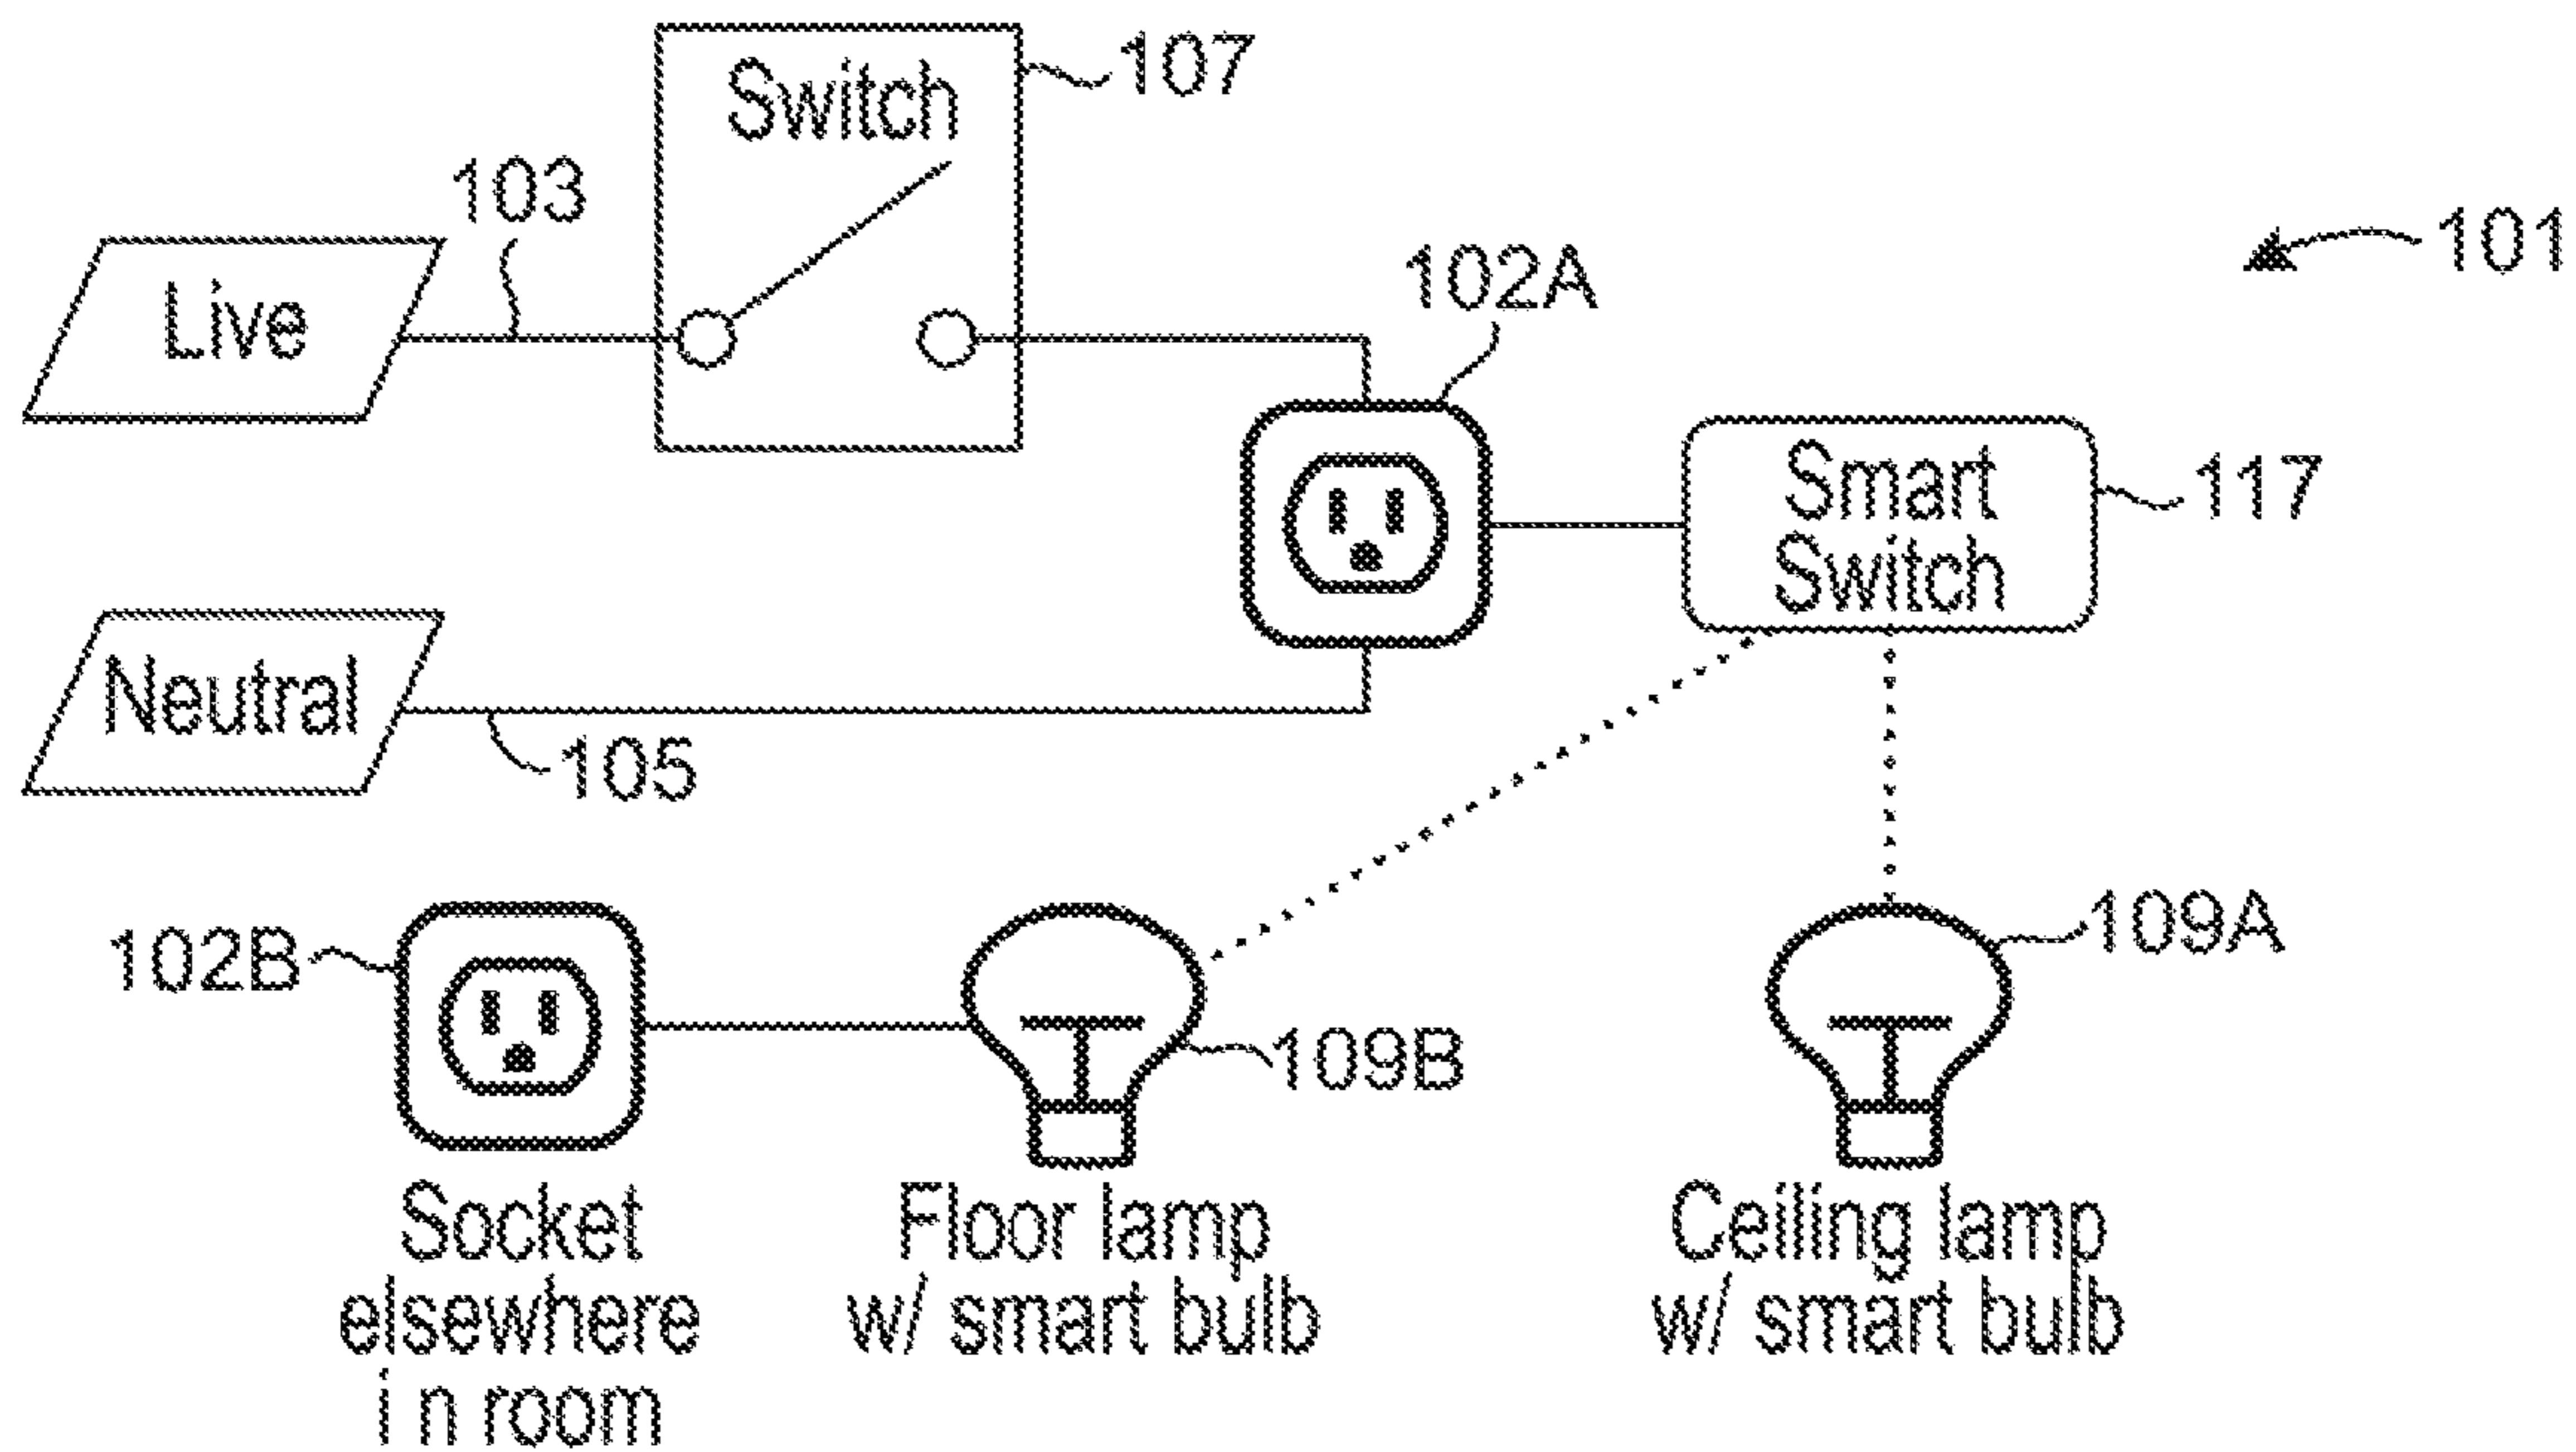 107
Switch
103
101
102A
Live
Smart
Switch
117
Neutral
105
102B
109A
109B
Socket
elsewhere
i n room
Floor lamp
w/ smart bulb
Ceiling lamp
w/ smart bulb